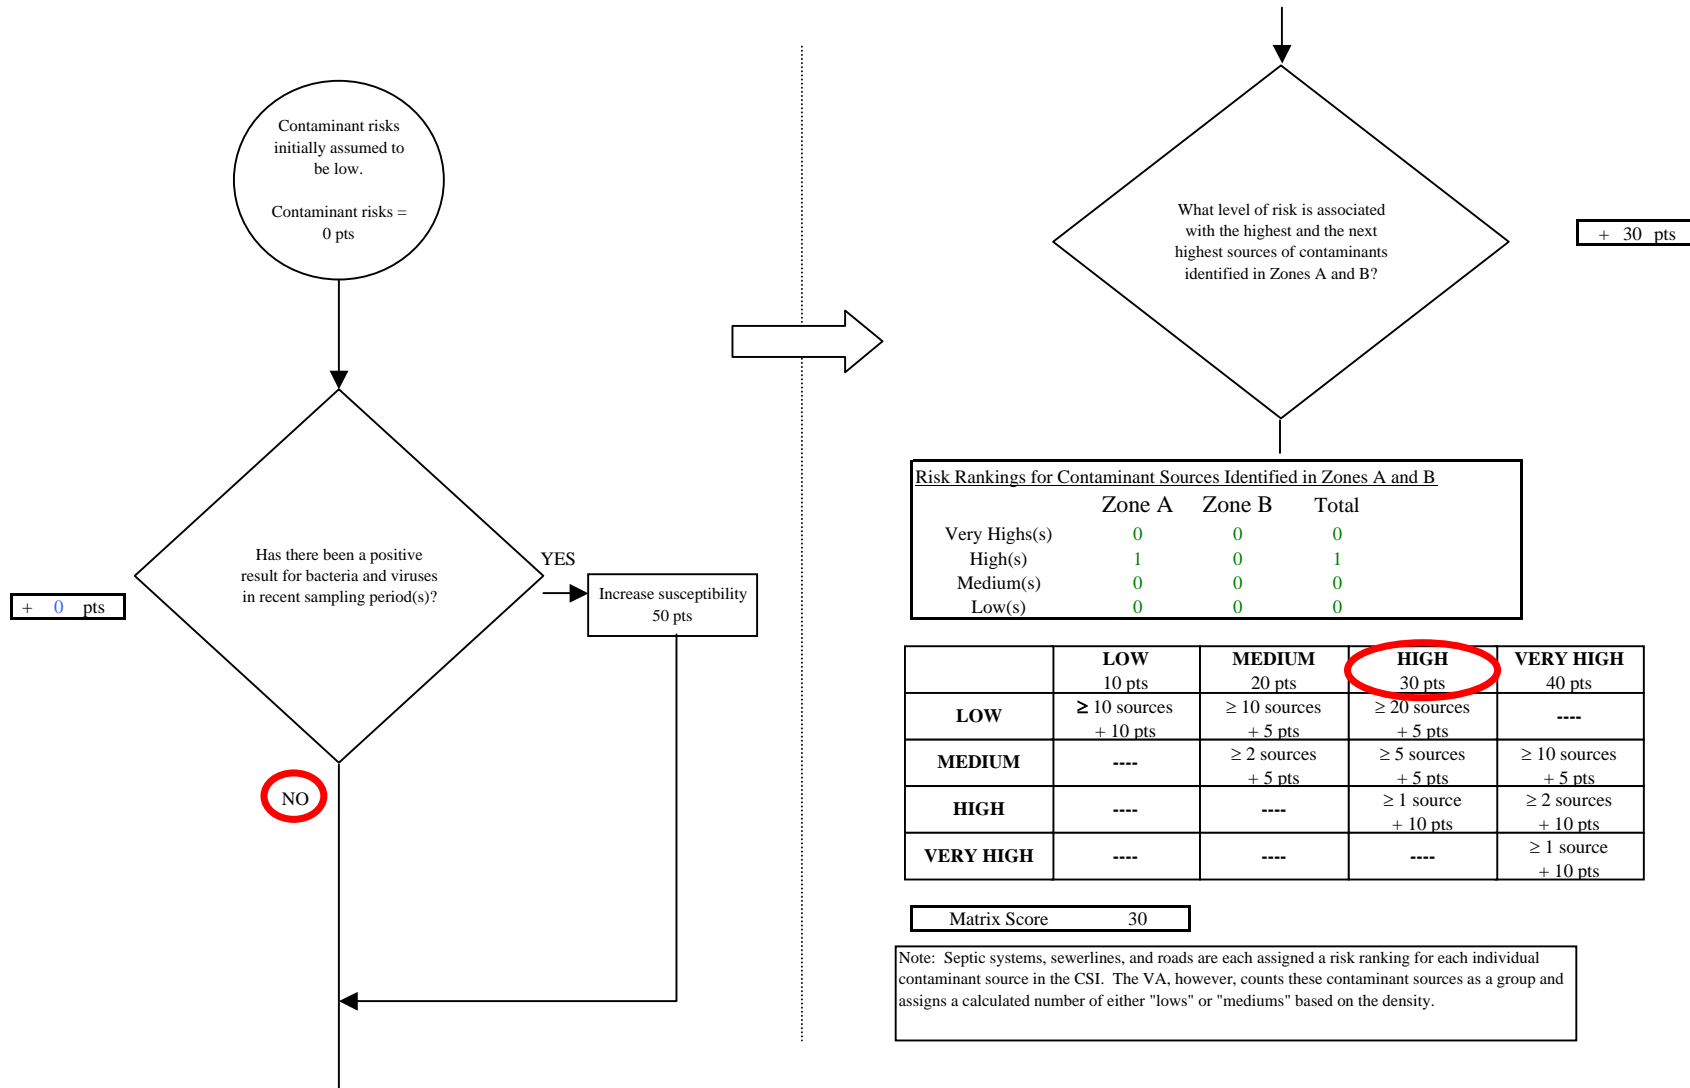 Contaminant risks
initially assumed to
be low.
Contaminant risks =
0 pts
Has there been a positive
result for bacteria and viruses
in recent sampling period(s)?
+ 0 pts
YES
Increase susceptibility
50 pts
NO
What level of risk is associated
with the highest and the next
highest sources of contaminants
identified in Zones A and B?
+ 30 pts
Risk Rankings for Contaminant Sources Identified in Zones A and B
Zone A Zone B Total
Very Highs(s) 0 0 0
High(s) 1 0 1
Medium(s) 0 0 0
Low(s) 0 0 0
LOW MEDIUM HIGH VERY HIGH
10 pts 20 pts 30 pts 40 pts
LOW ≥ 10 sources ≥ 10 sources ≥ 20 sources ----
+ 10 pts + 5 pts + 5 pts
MEDIUM ---- ≥ 2 sources ≥ 5 sources ≥ 10 sources
+ 5 pts + 5 pts + 5 pts
HIGH ---- ---- ≥ 1 source ≥ 2 sources
+ 10 pts + 10 pts
VERY HIGH ---- ---- ---- ≥ 1 source
+ 10 pts
Matrix Score 30
Note: Septic systems, sewerlines, and roads are each assigned a risk ranking for each individual
contaminant source in the CSI. The VA, however, counts these contaminant sources as a group and
assigns a calculated number of either "lows" or "mediums" based on the density.